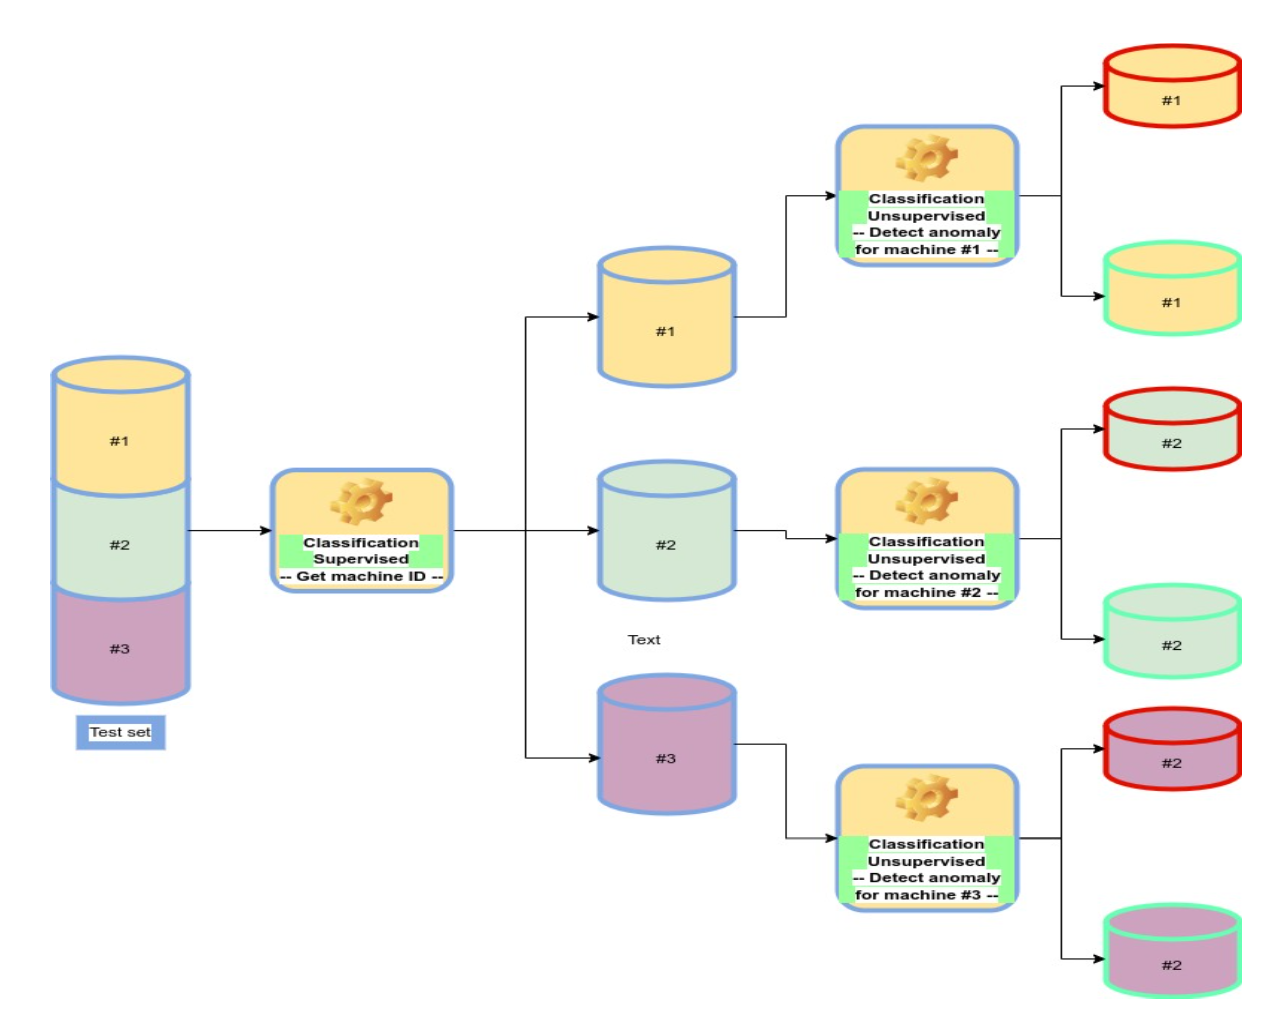 #1
#2
#3
Test set
Classification
Supervised
-- Get machine ID --
#1
#2
Text
#3
Classification
Unsupervised
-- Detect anomaly
for machine #1 --
Classification
Unsupervised
-- Detect anomaly
for machine #2 --
Classification
Unsupervised
-- Detect anomaly
for machine #3 --
#1
#1
#2
#2
#2
#2